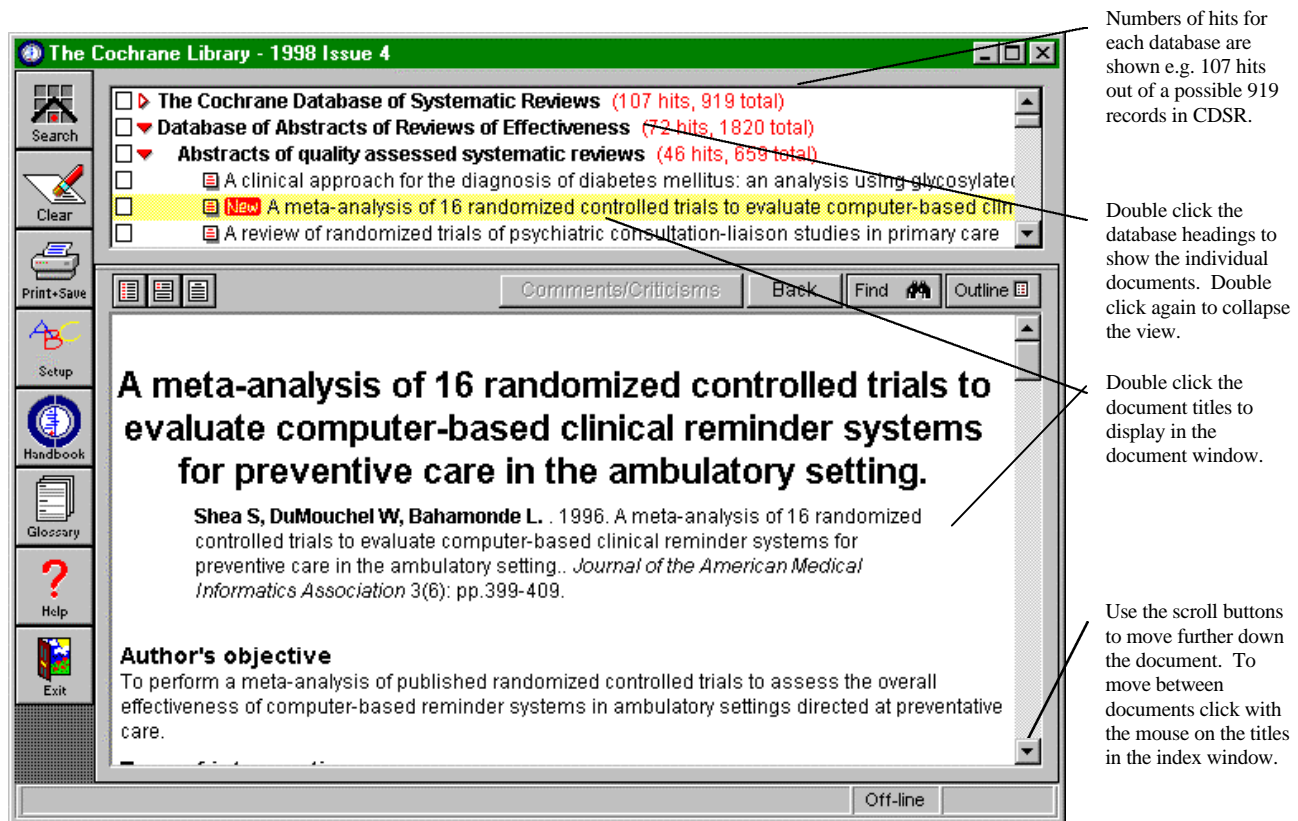 The Cochrane Library - 1998 Issue 4
Search
Clear
Print+Save
Setup
Handbook
Glossary
Help
Exit
The Cochrane Database of Systematic Reviews (107 hits, 919 total)
Database of Abstracts of Reviews of Effectiveness (72 hits, 1820 total)
Abstracts of quality assessed systematic reviews (46 hits, 659 total)
A clinical approach for the diagnosis of diabetes mellitus: an analysis using glycosylated
New A meta-analysis of 16 randomized controlled trials to evaluate computer-based clin
A review of randomized trials of psychiatric consultation-liaison studies in primary care
Comments/Criticisms Back Find Outline
A meta-analysis of 16 randomized controlled trials to
evaluate computer-based clinical reminder systems
for preventive care in the ambulatory setting.
Shea S, DuMouchel W, Bahamonde L. . 1996. A meta-analysis of 16 randomized
controlled trials to evaluate computer-based clinical reminder systems for
preventive care in the ambulatory setting.. Journal of the American Medical
Informatics Association 3(6): pp.399-409.
Author's objective
To perform a meta-analysis of published randomized controlled trials to assess the overall
effectiveness of computer-based reminder systems in ambulatory settings directed at preventative
care.
Off-line
Numbers of hits for
each database are
shown e.g. 107 hits
out of a possible 919
records in CDSR.
Double click the
database headings to
show the individual
documents. Double
click again to collapse
the view.
Double click the
document titles to
display in the
document window.
Use the scroll buttons
to move further down
the document. To
move between
documents click with
the mouse on the titles
in the index window.